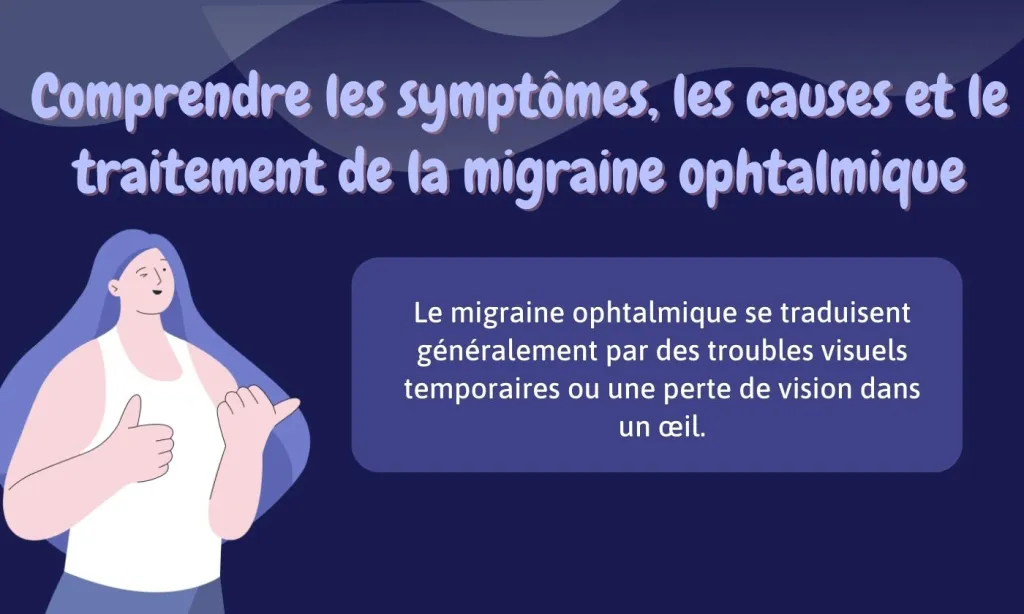 Comprendre les symptômes, les causes et le
traitement de la migraine ophtalmique
Le migraine ophtalmique se traduisent
généralement par des troubles visuels
temporaires ou une perte de vision dans
un œil.